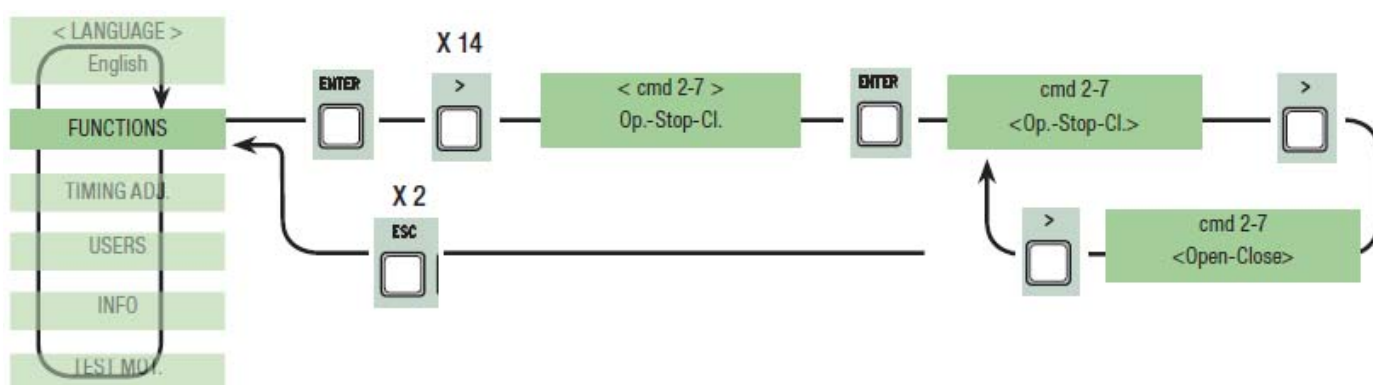 < LANGUAGE >
English
FUNCTIONS
TIMING ADJ.
USERS
INFO
TEST MOT.
ENTER
X 14
>
< cmd 2-7 >
Op.-Stop-Cl.
ENTER
cmd 2-7
<Op.-Stop-Cl.>
>
X 2
ESC
>
cmd 2-7
<Open-Close>